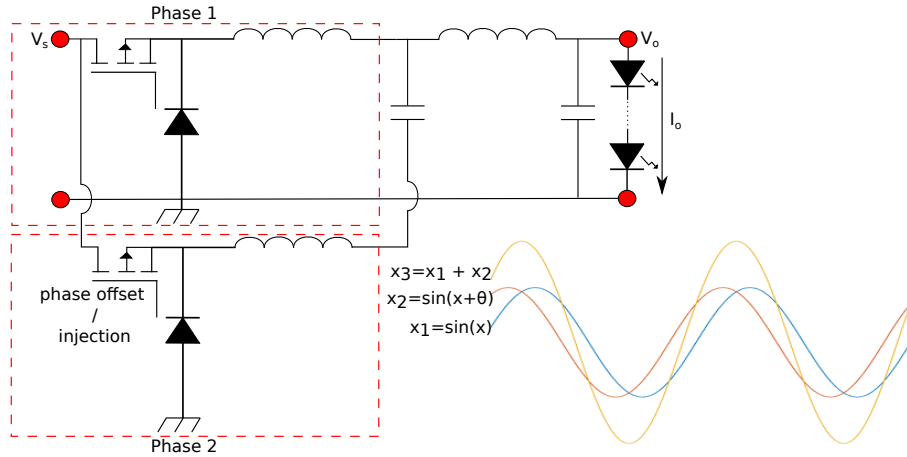 Phase 1
Vₛ
Vₒ
Iₒ
phase offset
/
injection
x₃=x₁ + x₂
x₂=sin(x+θ)
x₁=sin(x)
Phase 2